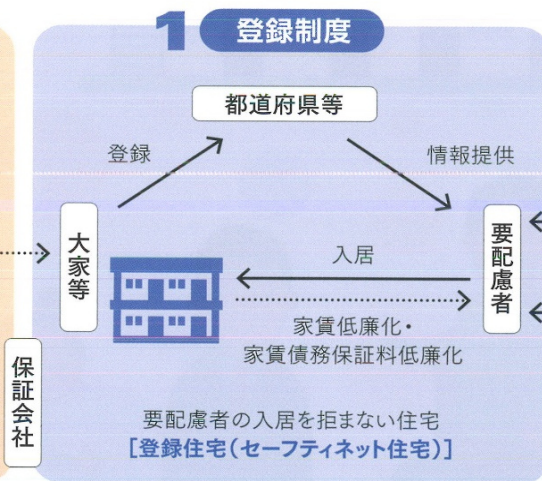 1 登録制度
都道府県等
登録
情報提供
大家等
要配慮者
入居
家賃低廉化・
家賃債務保証料低廉化
保証会社
要配慮者の入居を拒まない住宅
[登録住宅(セーフティネット住宅)]